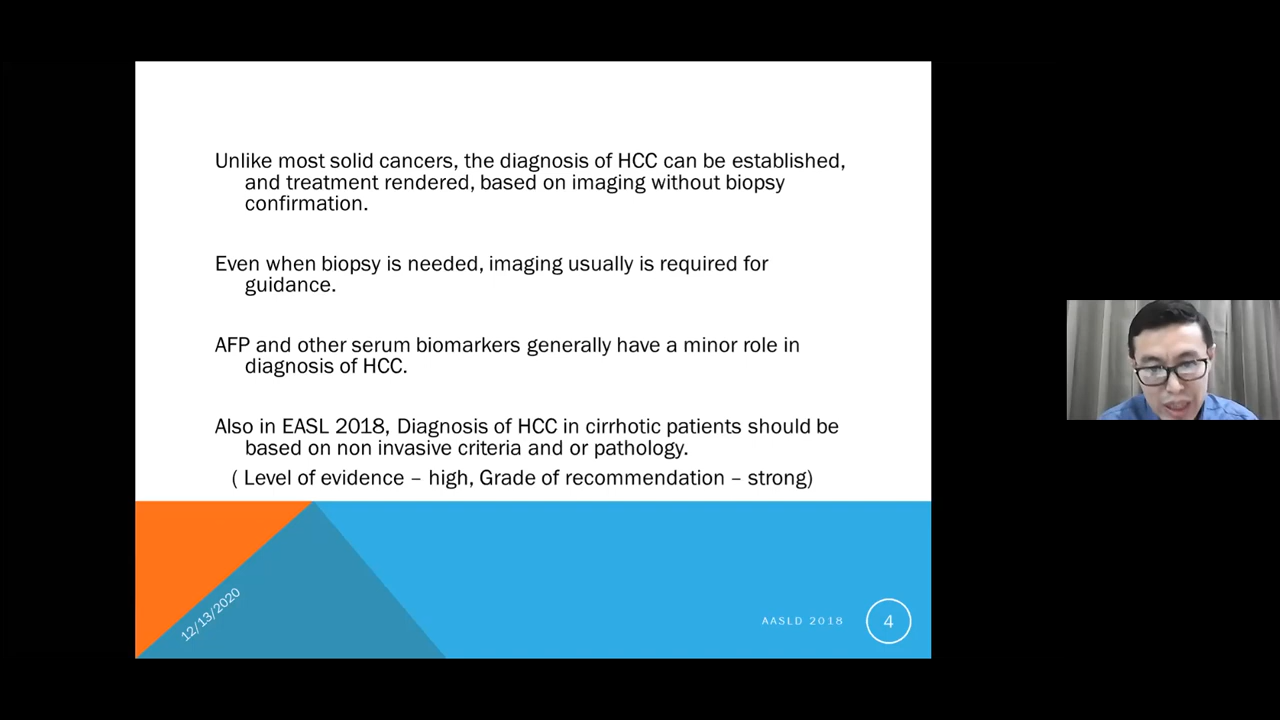 Unlike most solid cancers, the diagnosis of HCC can be established,
and treatment rendered, based on imaging without biopsy
confirmation.
Even when biopsy is needed, imaging usually is required for
guidance.
AFP and other serum biomarkers generally have a minor role in
diagnosis of HCC.
Also in EASL 2018, Diagnosis of HCC in cirrhotic patients should be
based on non invasive criteria and or pathology.
( Level of evidence – high, Grade of recommendation – strong)
12/13/2020
AASLD 2018
4